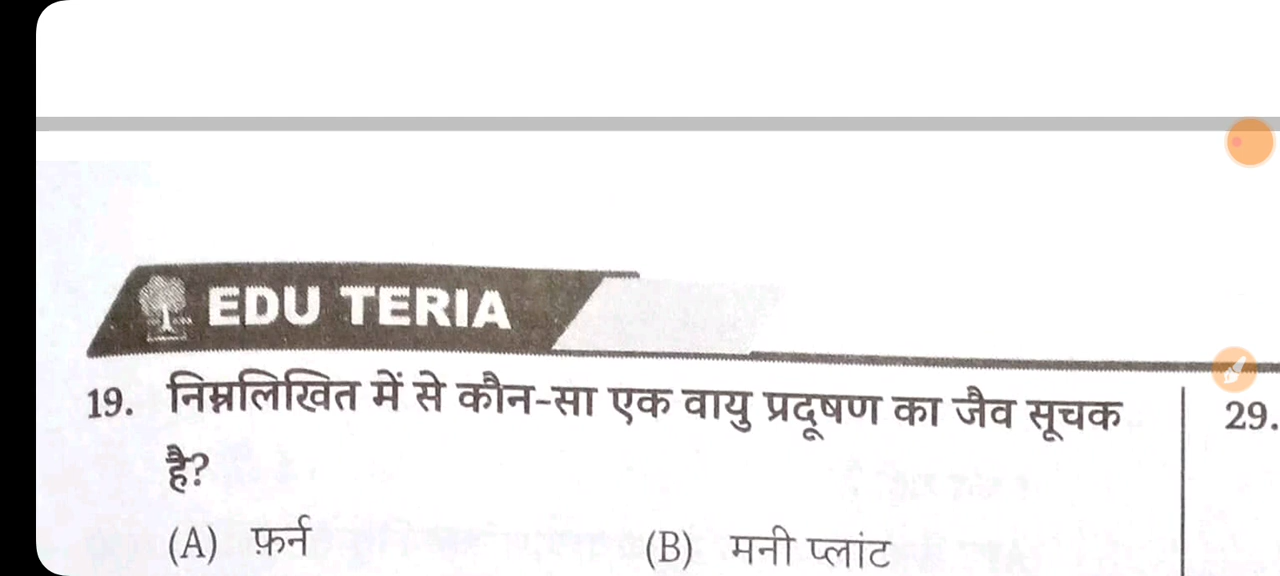 EDU TERIA
19. निम्नलिखित में से कौन-सा एक वायु प्रदूषण का जैव सूचक
है?
(A) फ़र्न (B) मनी प्लांट
29.